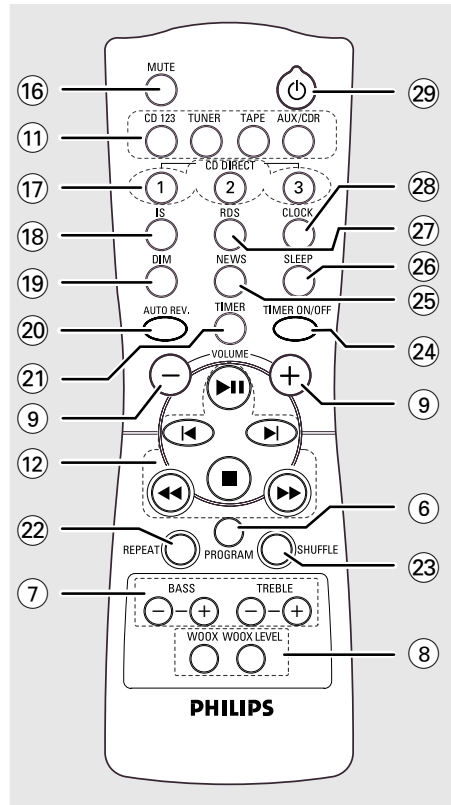 MUTE
16
29
CD 123 TUNER TAPE AUX/CDR
11
CD DIRECT
17
1 2 3
28
IS RDS CLOCK
18
27
DIM NEWS SLEEP
19
26
25
AUTO REV. TIMER TIMER ON/OFF
20
21
24
VOLUME
9
− +
9
12
6
22
REPEAT PROGRAM SHUFFLE
23
7
BASS TREBLE
− + − +
WOOX WOOX LEVEL
8
PHILIPS